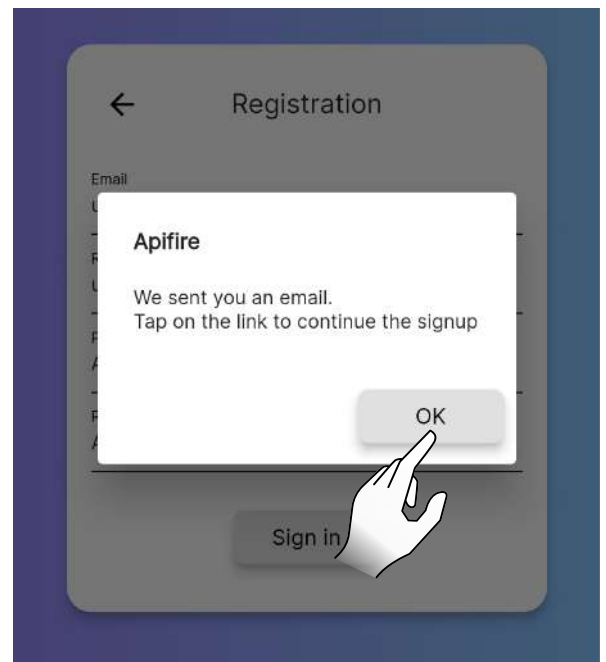 Registration
Email
Apifire
We sent you an email.
Tap on the link to continue the signup
OK
Sign in